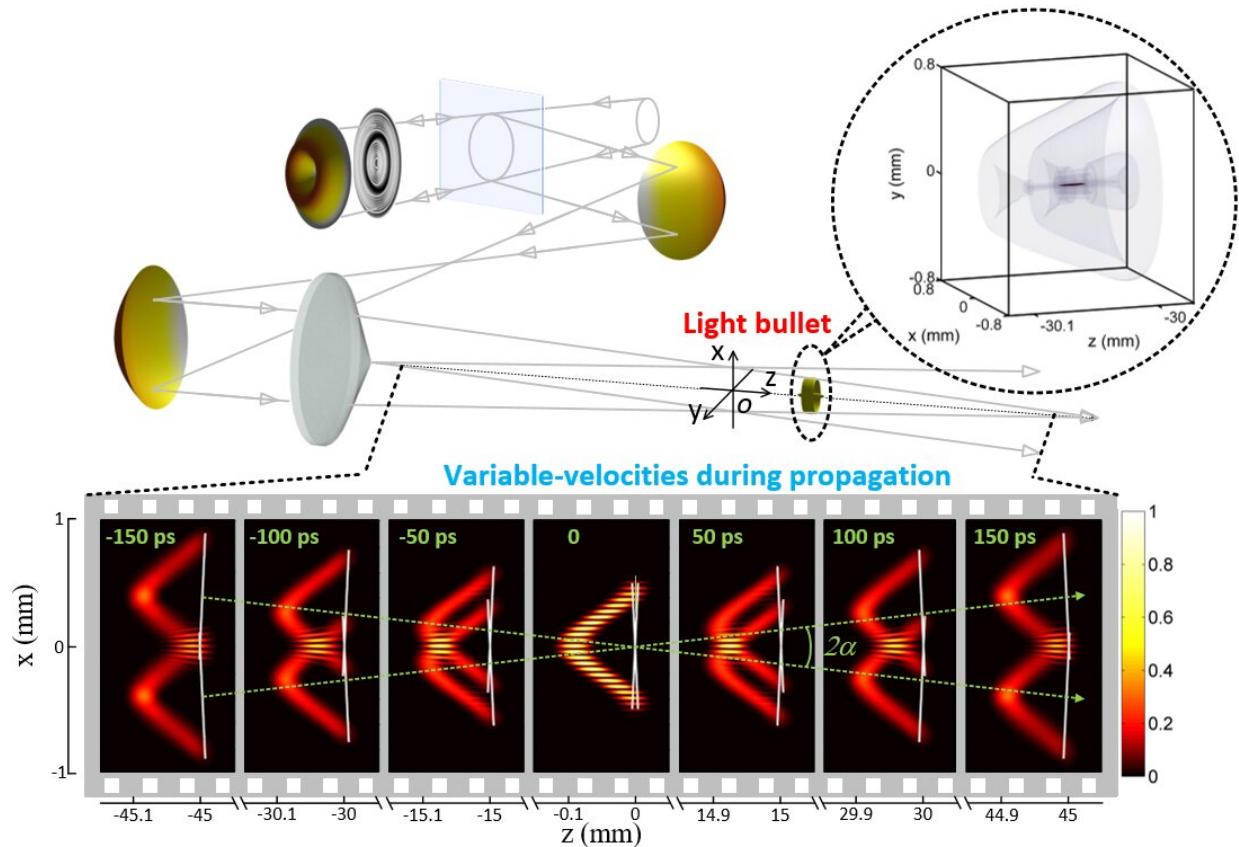 0.8
y (mm)
0
-0.8
0.8
0
x (mm)
-0.8
-30.1
z (mm)
-30
Light bullet
x
z
o
y
Variable-velocities during propagation
-150 ps
-100 ps
-50 ps
0
50 ps
100 ps
150 ps
2α
x (mm)
1
0
-1
1
0.8
0.6
0.4
0.2
0
-45.1 -45 -30.1 -30 -15.1 -15 -0.1 0 14.9 15 29.9 30 44.9 45
z (mm)